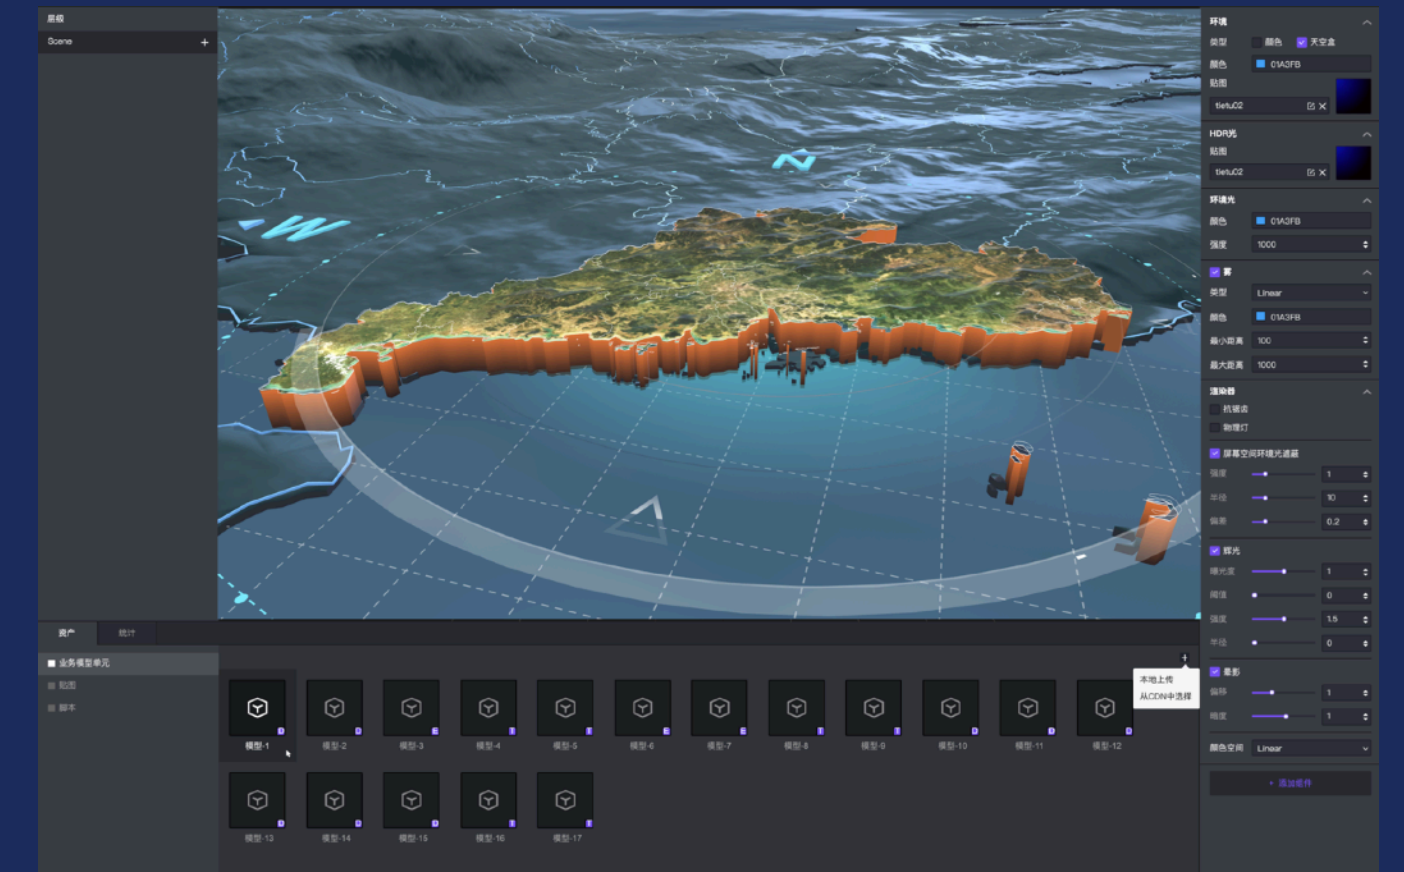 层级
Scene +
N
W
资产 统计
业务模型单元
贴图
脚本
+
本地上传
从CDN中选择
D D E T T E E T T D D D
模型-1 模型-2 模型-3 模型-4 模型-5 模型-6 模型-7 模型-8 模型-9 模型-10 模型-11 模型-12
D D D T T
模型-13 模型-14 模型-15 模型-16 模型-17
环境
类型 颜色 天空盒
颜色 01A3FB
贴图
tietu02
HDR光
贴图
tietu02
环境光
颜色 01A3FB
强度 1000
雾
类型 Linear
颜色 01A3FB
最小距离 100
最大距离 1000
渲染器
抗锯齿
物理灯
屏幕空间环境光遮蔽
强度 1
半径 10
偏差 0.2
辉光
曝光度 1
阈值 0
强度 1.5
半径 0
晕影
偏移 1
暗度 1
颜色空间 Linear
+ 添加组件